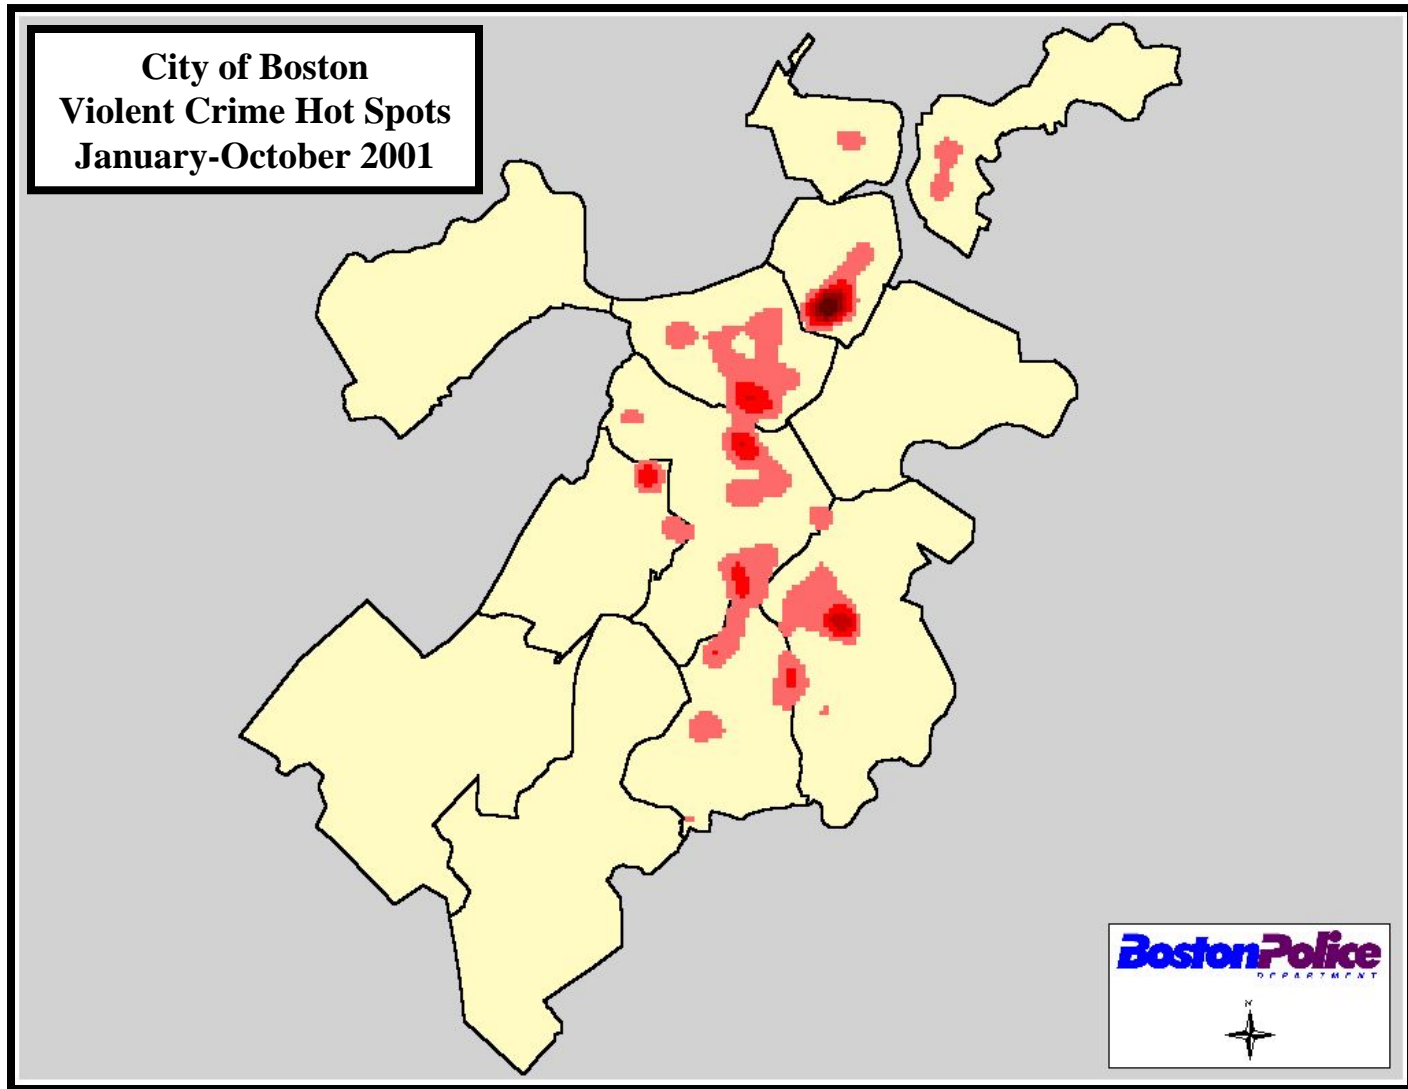 City of Boston
Violent Crime Hot Spots
January-October 2001
BostonPolice
DEPARTMENT
N